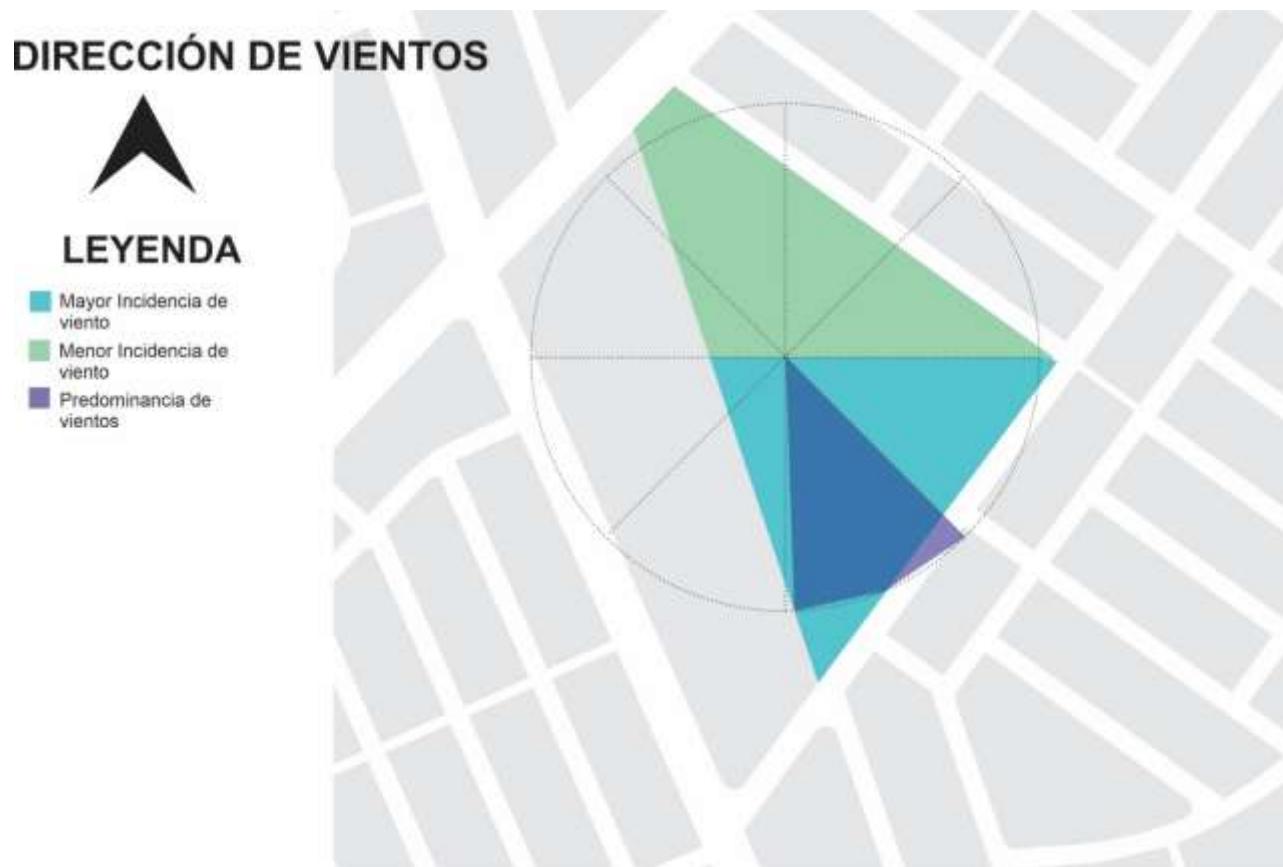 DIRECCIÓN DE VIENTOS
LEYENDA
Mayor Incidencia de
viento
Menor Incidencia de
viento
Predominancia de
vientos